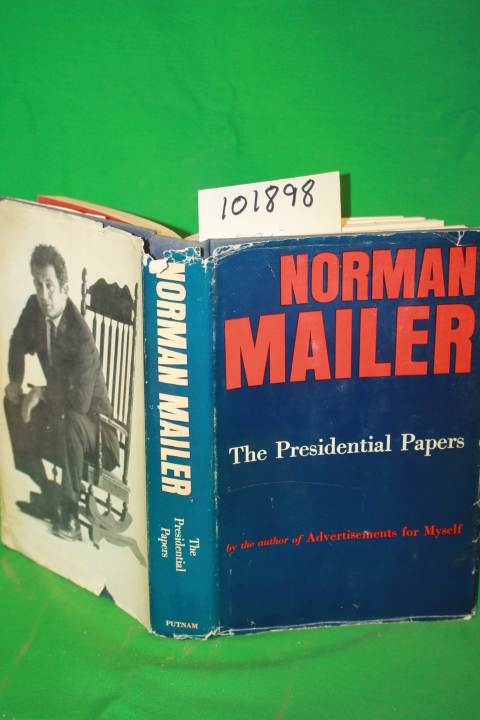 101898
NORMAN
MAILER
The Presidential Papers
by the author of Advertisements for Myself
NORMAN MAILER
The
Presidential
Papers
PUTNAM